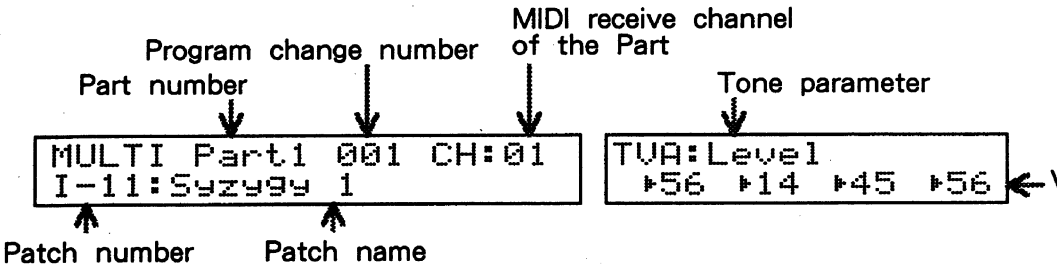 MIDI receive channel
of the Part
Program change number
Part number
Tone parameter
MULTI Part1 001 CH:01
I-11:Syzygy 1
TVA:Level
▸56 ▸14 ▸45 ▸56
Patch number
Patch name